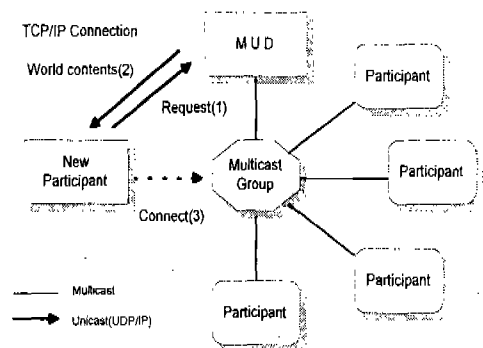 TCP/IP Connection
M U D
World contents(2)
Participant
Request(1)
New
Participant
Multicast
Group
Participant
Connect(3)
Participant
Multicast
Participant
Unicast(UDP/IP)